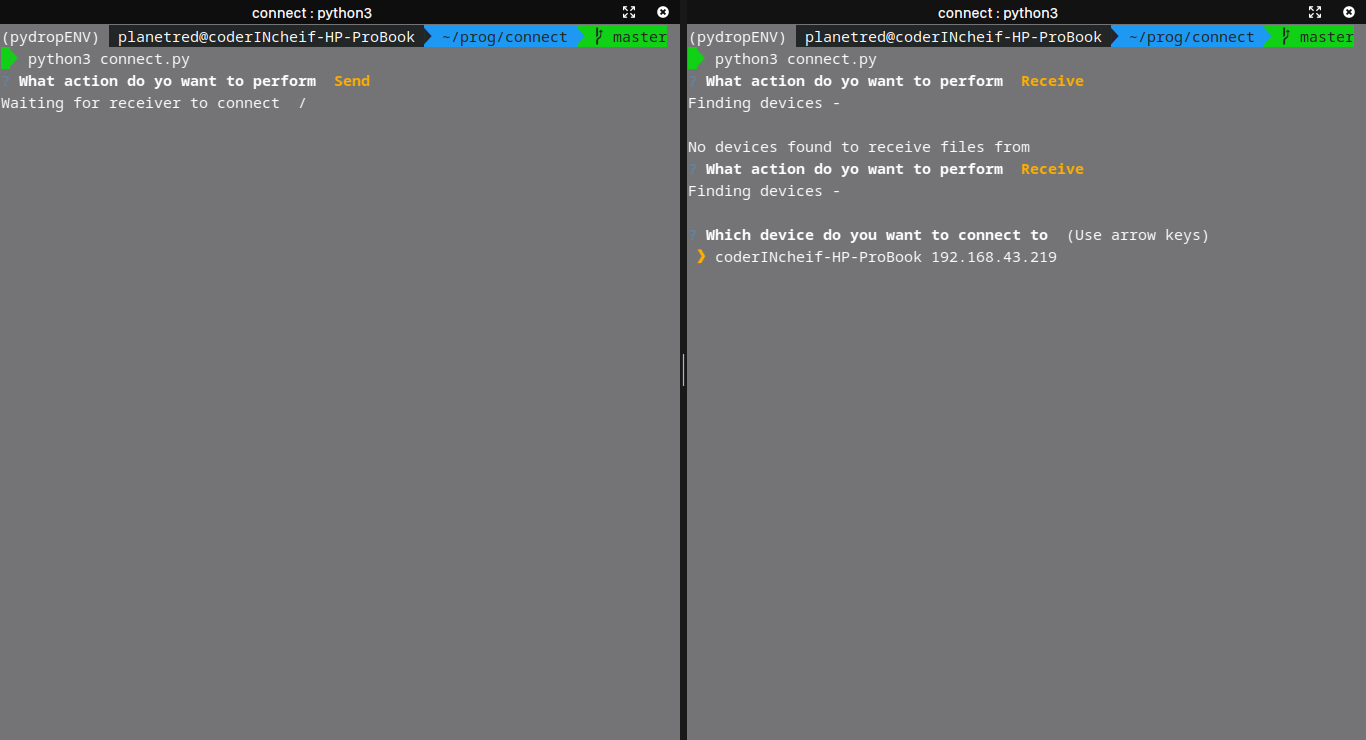 connect : python3
(pydropENV) planetred@coderINcheif-HP-ProBook ~/prog/connect master
python3 connect.py
? What action do yo want to perform Send
Waiting for receiver to connect /
connect : python3
(pydropENV) planetred@coderINcheif-HP-ProBook ~/prog/connect master
python3 connect.py
? What action do yo want to perform Receive
Finding devices -
No devices found to receive files from
? What action do yo want to perform Receive
Finding devices -
? Which device do you want to connect to (Use arrow keys)
❯ coderINcheif-HP-ProBook 192.168.43.219